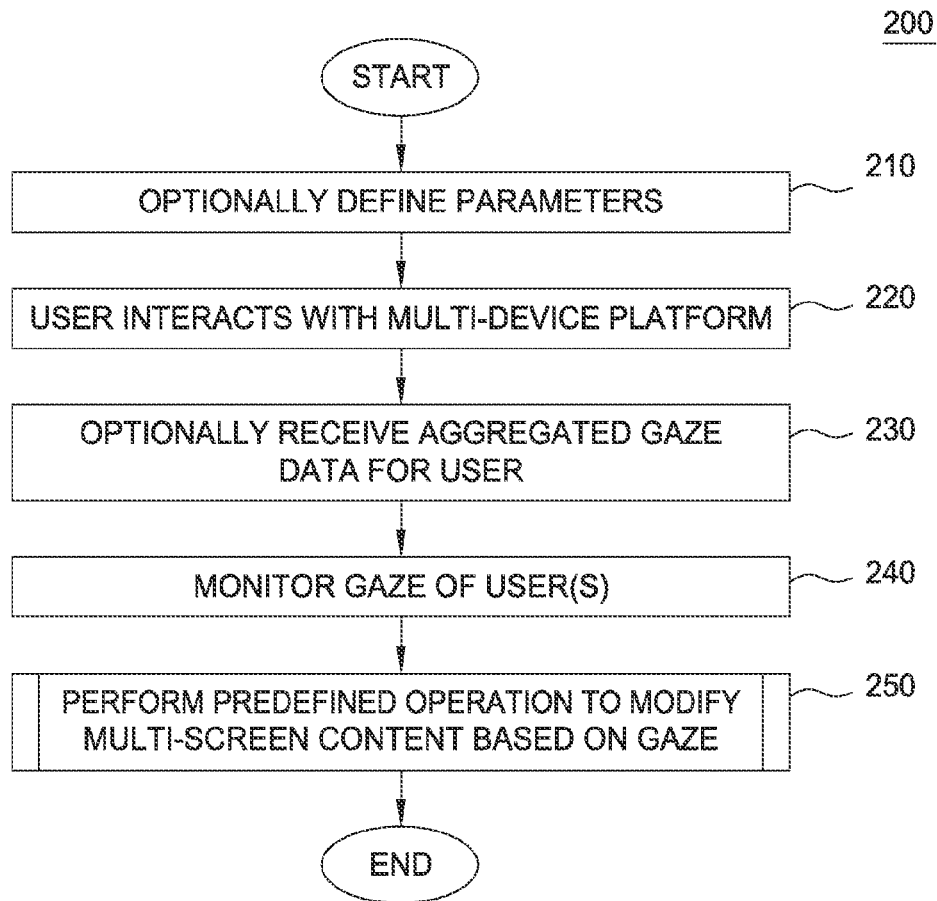 200
START
OPTIONALLY DEFINE PARAMETERS
210
USER INTERACTS WITH MULTI-DEVICE PLATFORM
220
OPTIONALLY RECEIVE AGGREGATED GAZE
DATA FOR USER
230
MONITOR GAZE OF USER(S)
240
PERFORM PREDEFINED OPERATION TO MODIFY
MULTI-SCREEN CONTENT BASED ON GAZE
250
END